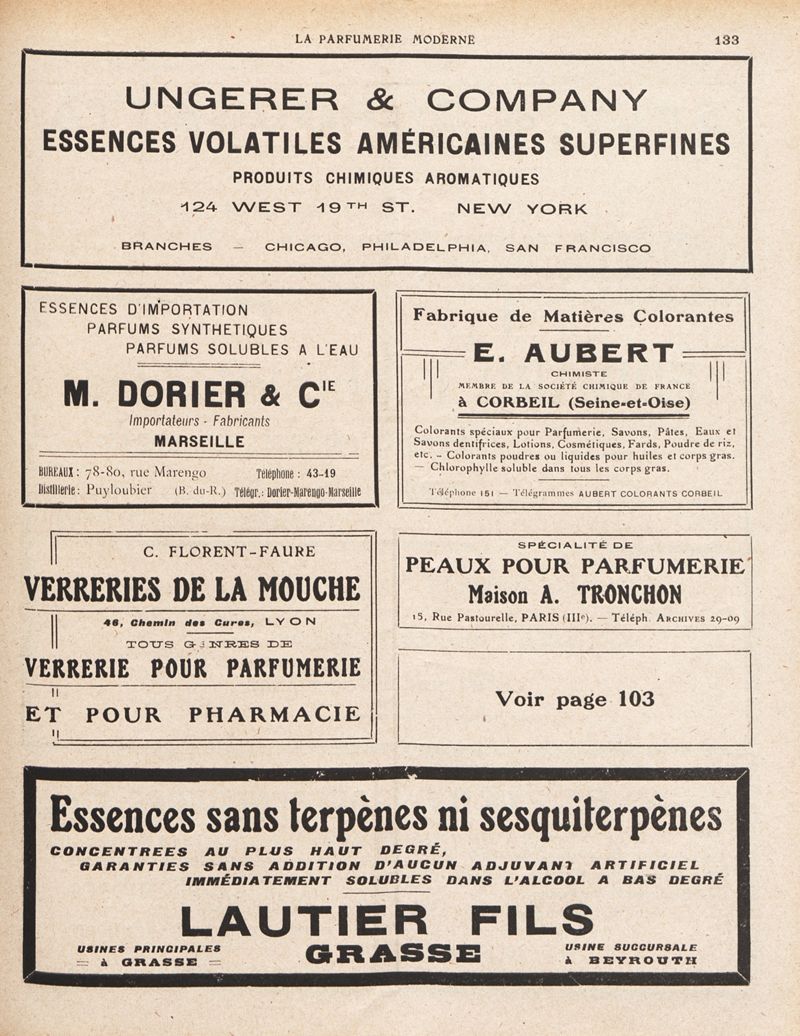 LA PARFUMERIE MODERNE 133
UNGERER & COMPANY
ESSENCES VOLATILES AMÉRICAINES SUPERFINES
PRODUITS CHIMIQUES AROMATIQUES
124 WEST 19TH ST. NEW YORK
BRANCHES — CHICAGO, PHILADELPHIA, SAN FRANCISCO
ESSENCES D'IMPORTATION
PARFUMS SYNTHETIQUES
PARFUMS SOLUBLES A L'EAU
M. DORIER & CIE
Importateurs - Fabricants
MARSEILLE
BUREAUX : 78-80, rue Marengo Téléphone : 43-19
Distillerie : Puyloubier (B. du-R.) Télégr.: Dorier-Marengo-Marseille
Fabrique de Matières Colorantes
E. AUBERT
CHIMISTE
MEMBRE DE LA SOCIÉTÉ CHIMIQUE DE FRANCE
à CORBEIL (Seine-et-Oise)
Colorants spéciaux pour Parfumerie, Savons, Pâtes, Eaux et
Savons dentifrices, Lotions, Cosmétiques, Fards, Poudre de riz,
etc. – Colorants poudres ou liquides pour huiles et corps gras.
— Chlorophylle soluble dans tous les corps gras.
Téléphone 151 — Télégrammes AUBERT COLORANTS CORBEIL
C. FLORENT-FAURE
VERRERIES DE LA MOUCHE
46, Chemin des Cures, LYON
TOUS GENRES DE
VERRERIE POUR PARFUMERIE
ET POUR PHARMACIE
SPÉCIALITÉ DE
PEAUX POUR PARFUMERIE
Maison A. TRONCHON
15, Rue Pastourelle, PARIS (IIIe). — Téléph. ARCHIVES 29-09
Voir page 103
Essences sans terpènes ni sesquiterpènes
CONCENTREES AU PLUS HAUT DEGRÉ,
GARANTIES SANS ADDITION D'AUCUN ADJUVANT ARTIFICIEL
IMMÉDIATEMENT SOLUBLES DANS L'ALCOOL A BAS DEGRÉ
LAUTIER FILS
USINES PRINCIPALES
= à GRASSE =
GRASSE
USINE SUCCURSALE
à BEYROUTH